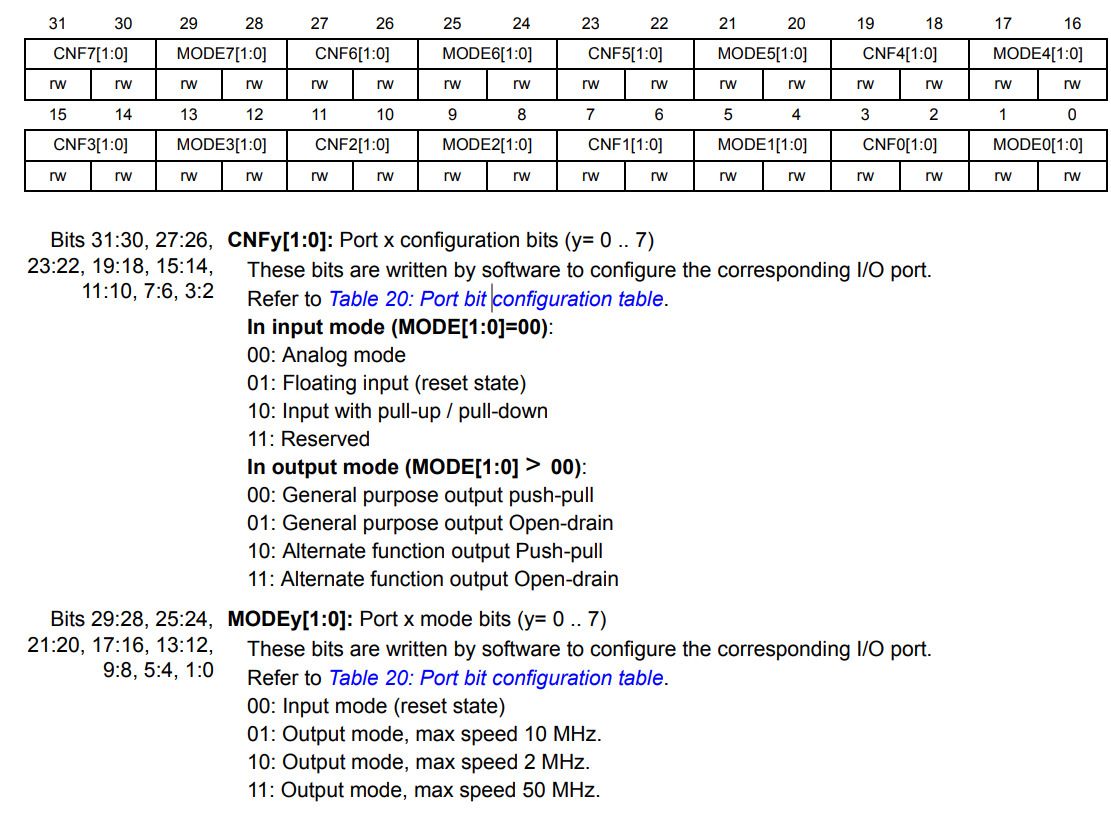 31 30 29 28 27 26 25 24 23 22 21 20 19 18 17 16
CNF7[1:0] MODE7[1:0] CNF6[1:0] MODE6[1:0] CNF5[1:0] MODE5[1:0] CNF4[1:0] MODE4[1:0]
rw rw rw rw rw rw rw rw rw rw rw rw rw rw rw rw
15 14 13 12 11 10 9 8 7 6 5 4 3 2 1 0
CNF3[1:0] MODE3[1:0] CNF2[1:0] MODE2[1:0] CNF1[1:0] MODE1[1:0] CNF0[1:0] MODE0[1:0]
rw rw rw rw rw rw rw rw rw rw rw rw rw rw rw rw
Bits 31:30, 27:26, CNFy[1:0]: Port x configuration bits (y= 0 .. 7)
23:22, 19:18, 15:14, These bits are written by software to configure the corresponding I/O port.
11:10, 7:6, 3:2 Refer to Table 20: Port bit configuration table.
In input mode (MODE[1:0]=00):
00: Analog mode
01: Floating input (reset state)
10: Input with pull-up / pull-down
11: Reserved
In output mode (MODE[1:0] > 00):
00: General purpose output push-pull
01: General purpose output Open-drain
10: Alternate function output Push-pull
11: Alternate function output Open-drain
Bits 29:28, 25:24, MODEy[1:0]: Port x mode bits (y= 0 .. 7)
21:20, 17:16, 13:12, These bits are written by software to configure the corresponding I/O port.
9:8, 5:4, 1:0 Refer to Table 20: Port bit configuration table.
00: Input mode (reset state)
01: Output mode, max speed 10 MHz.
10: Output mode, max speed 2 MHz.
11: Output mode, max speed 50 MHz.